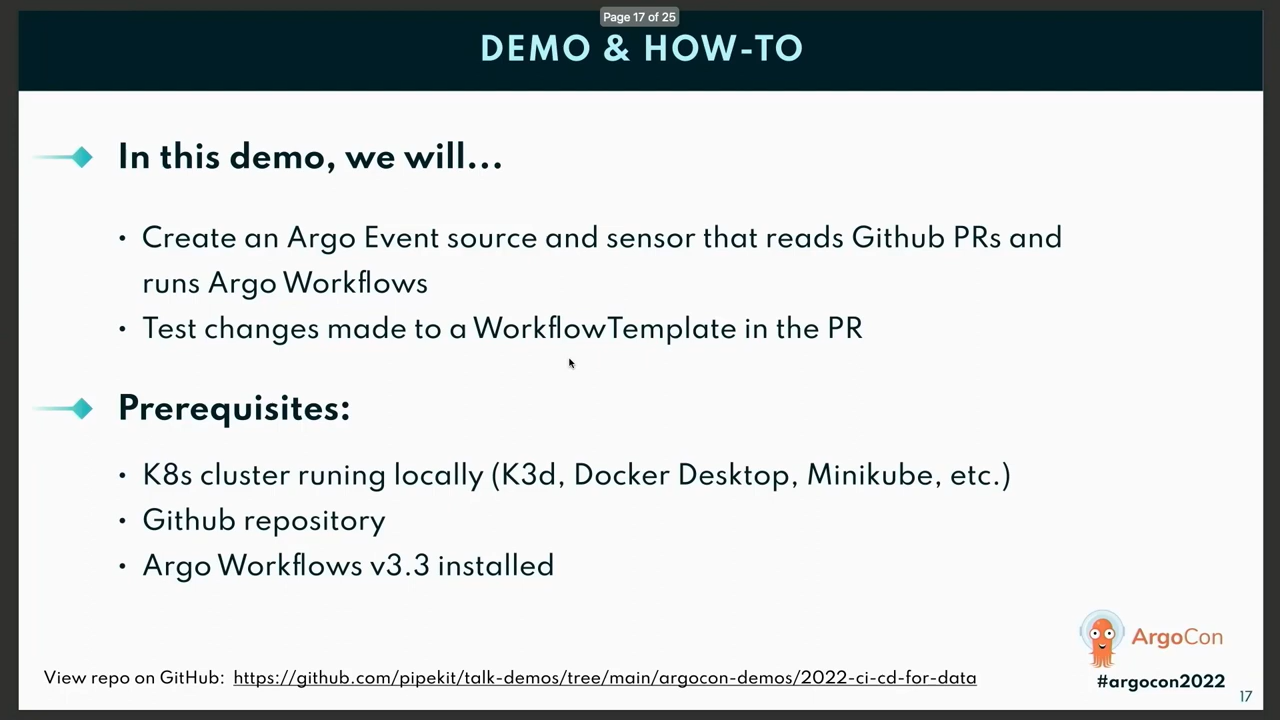 Page 17 of 25
DEMO & HOW-TO
In this demo, we will...
• Create an Argo Event source and sensor that reads Github PRs and
runs Argo Workflows
• Test changes made to a WorkflowTemplate in the PR
Prerequisites:
• K8s cluster runing locally (K3d, Docker Desktop, Minikube, etc.)
• Github repository
• Argo Workflows v3.3 installed
ArgoCon
View repo on GitHub: https://github.com/pipekit/talk-demos/tree/main/argocon-demos/2022-ci-cd-for-data
#argocon2022
17